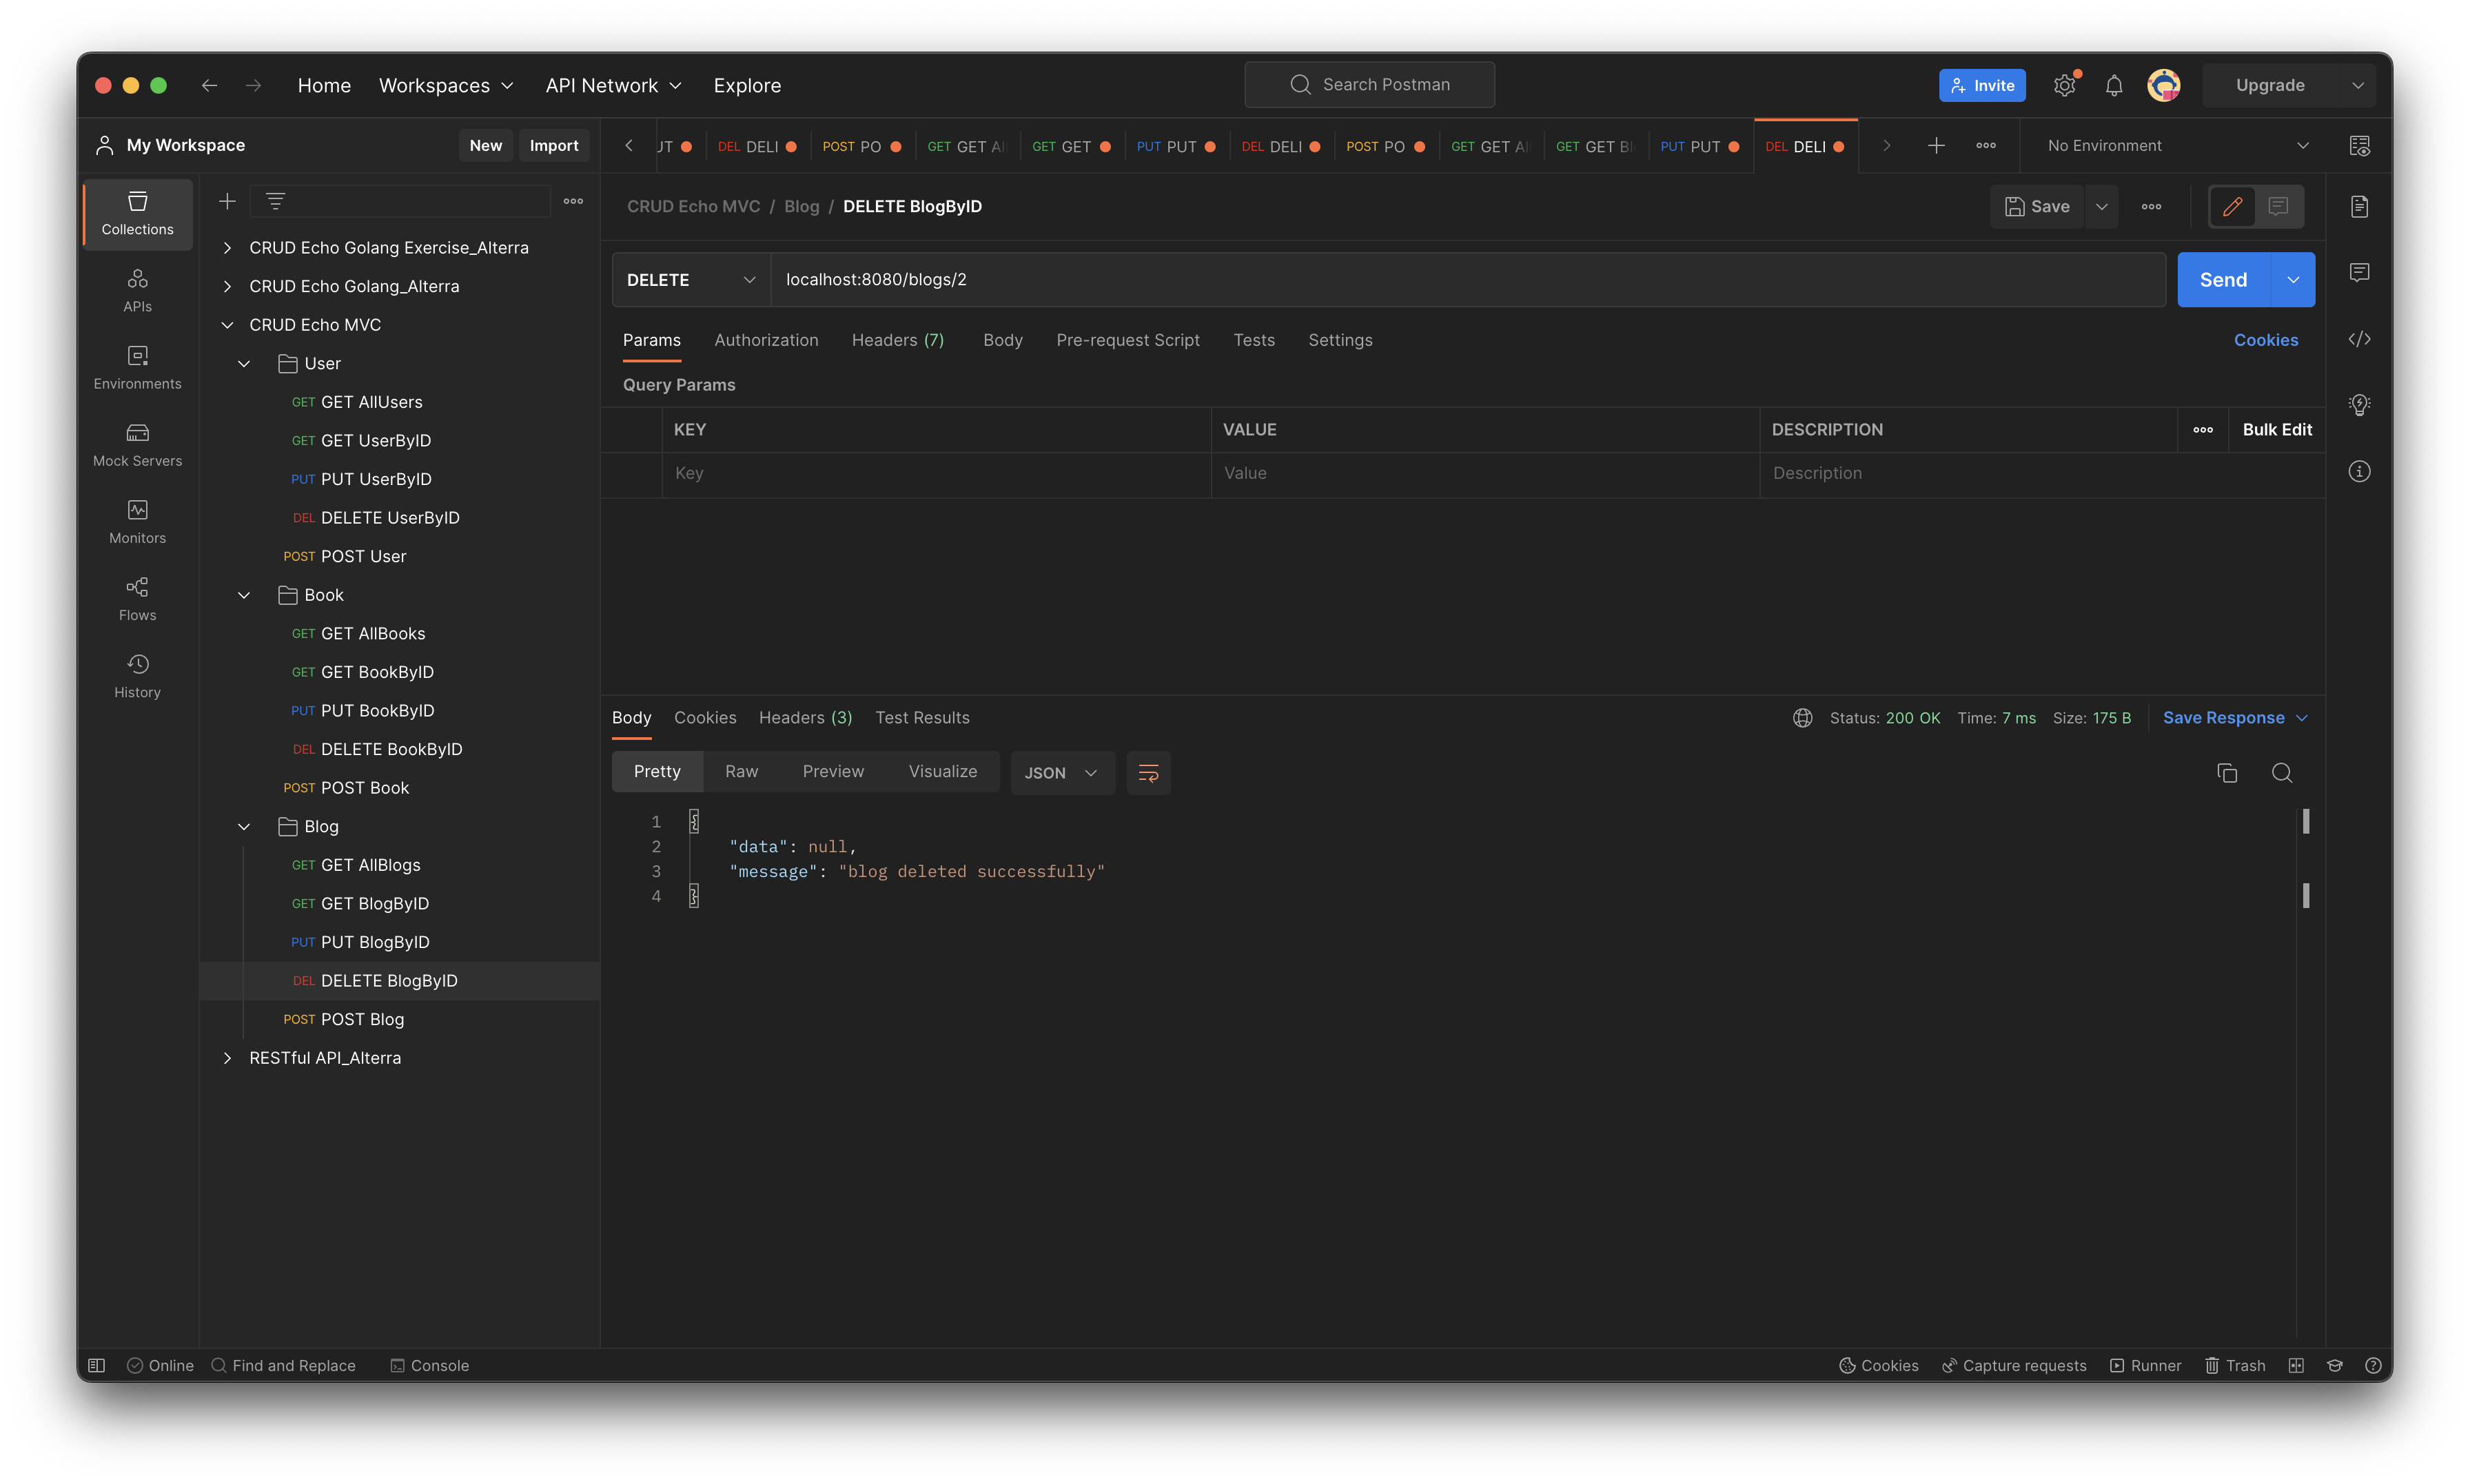 Home Workspaces API Network Explore
Search Postman
Invite
Upgrade
My Workspace
New Import
DEL DELI POST PO GET GET GET PUT PUT DEL DELI POST PO GET GET GET GET PUT PUT DEL DELI
No Environment
Collections
APIs
Environments
Mock Servers
Monitors
Flows
History
CRUD Echo Golang Exercise_Alterra
CRUD Echo Golang_Alterra
CRUD Echo MVC
User
GET GET AllUsers
GET GET UserByID
PUT PUT UserByID
DEL DELETE UserByID
POST POST User
Book
GET GET AllBooks
GET GET BookByID
PUT PUT BookByID
DEL DELETE BookByID
POST POST Book
Blog
GET GET AllBlogs
GET GET BlogByID
PUT PUT BlogByID
DEL DELETE BlogByID
POST POST Blog
RESTful API_Alterra
CRUD Echo MVC / Blog / DELETE BlogByID
Save
DELETE localhost:8080/blogs/2
Send
Params Authorization Headers (7) Body Pre-request Script Tests Settings
Cookies
Query Params
KEY VALUE DESCRIPTION Bulk Edit
Key Value Description
Body Cookies Headers (3) Test Results
Status: 200 OK Time: 7 ms Size: 175 B Save Response
Pretty Raw Preview Visualize JSON
1 {
2 "data": null,
3 "message": "blog deleted successfully"
4 }
Online Find and Replace Console
Cookies Capture requests Runner Trash